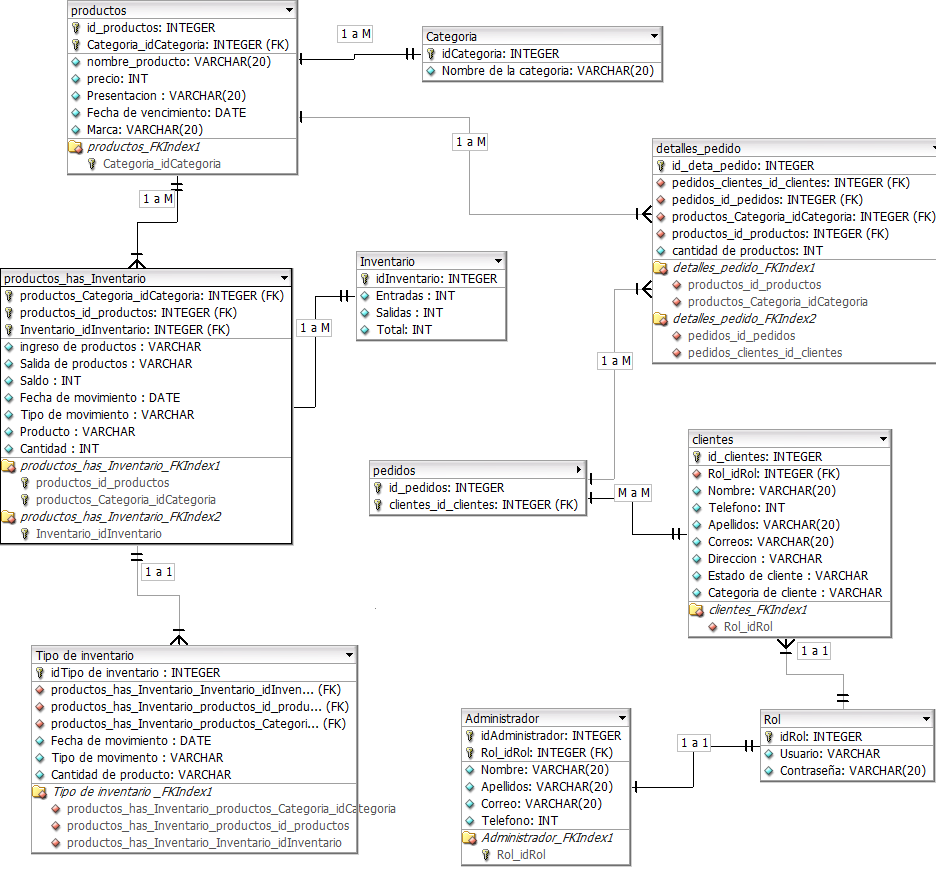 productos
id_productos: INTEGER
Categoria_idCategoria: INTEGER (FK)
nombre_producto: VARCHAR(20)
precio: INT
Presentacion : VARCHAR(20)
Fecha de vencimiento: DATE
Marca: VARCHAR(20)
productos_FKIndex1
Categoria_idCategoria
1 a M
Categoria
idCategoria: INTEGER
Nombre de la categoria: VARCHAR(20)
1 a M
detalles_pedido
id_deta_pedido: INTEGER
pedidos_clientes_id_clientes: INTEGER (FK)
pedidos_id_pedidos: INTEGER (FK)
productos_Categoria_idCategoria: INTEGER (FK)
productos_id_productos: INTEGER (FK)
cantidad de productos: INT
detalles_pedido_FKIndex1
productos_id_productos
productos_Categoria_idCategoria
detalles_pedido_FKIndex2
pedidos_id_pedidos
pedidos_clientes_id_clientes
1 a M
productos_has_Inventario
productos_Categoria_idCategoria: INTEGER (FK)
productos_id_productos: INTEGER (FK)
Inventario_idInventario: INTEGER (FK)
ingreso de productos : VARCHAR
Salida de productos : VARCHAR
Saldo : INT
Fecha de movimiento : DATE
Tipo de movimiento : VARCHAR
Producto : VARCHAR
Cantidad : INT
productos_has_Inventario_FKIndex1
productos_id_productos
productos_Categoria_idCategoria
productos_has_Inventario_FKIndex2
Inventario_idInventario
1 a M
Inventario
idInventario: INTEGER
Entradas : INT
Salidas : INT
Total: INT
1 a M
pedidos
id_pedidos: INTEGER
clientes_id_clientes: INTEGER (FK)
M a M
clientes
id_clientes: INTEGER
Rol_idRol: INTEGER (FK)
Nombre: VARCHAR(20)
Telefono: INT
Apellidos: VARCHAR(20)
Correos: VARCHAR(20)
Direccion : VARCHAR
Estado de cliente : VARCHAR
Categoria de cliente : VARCHAR
clientes_FKIndex1
Rol_idRol
1 a 1
1 a 1
Tipo de inventario
idTipo de inventario : INTEGER
productos_has_Inventario_Inventario_idInven... (FK)
productos_has_Inventario_productos_id_produ... (FK)
productos_has_Inventario_productos_Categori... (FK)
Fecha de movimiento : DATE
Tipo de movimento : VARCHAR
Cantidad de producto: VARCHAR
Tipo de inventario _FKIndex1
productos_has_Inventario_productos_Categoria_idCategoria
productos_has_Inventario_productos_id_productos
productos_has_Inventario_Inventario_idInventario
Administrador
idAdministrador: INTEGER
Rol_idRol: INTEGER (FK)
Nombre: VARCHAR(20)
Apellidos: VARCHAR(20)
Correo: VARCHAR(20)
Telefono: INT
Administrador_FKIndex1
Rol_idRol
1 a 1
Rol
idRol: INTEGER
Usuario: VARCHAR
Contraseña: VARCHAR(20)